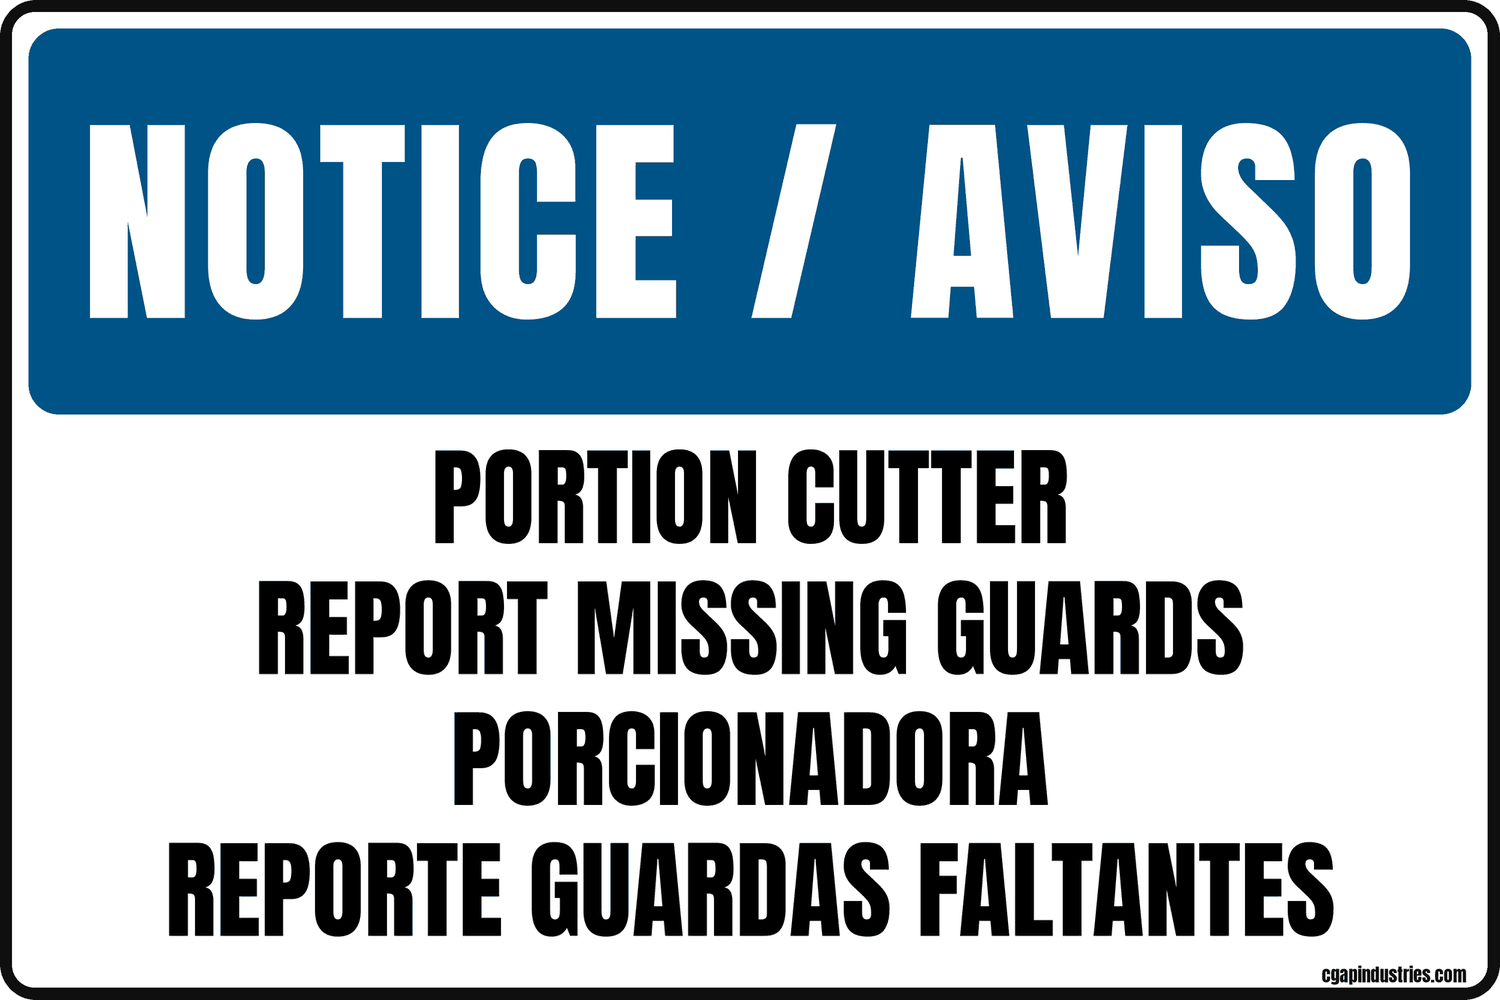 NOTICE / AVISO
PORTION CUTTER
REPORT MISSING GUARDS
PORCIONADORA
REPORTE GUARDAS FALTANTES
cgapindustries.com